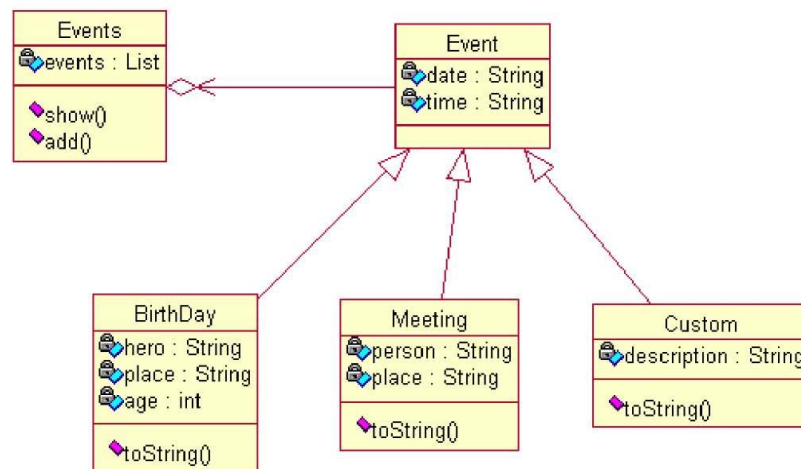 Events
events : List
show()
add()
Event
date : String
time : String
BirthDay
hero : String
place : String
age : int
toString()
Meeting
person : String
place : String
toString()
Custom
description : String
toString()